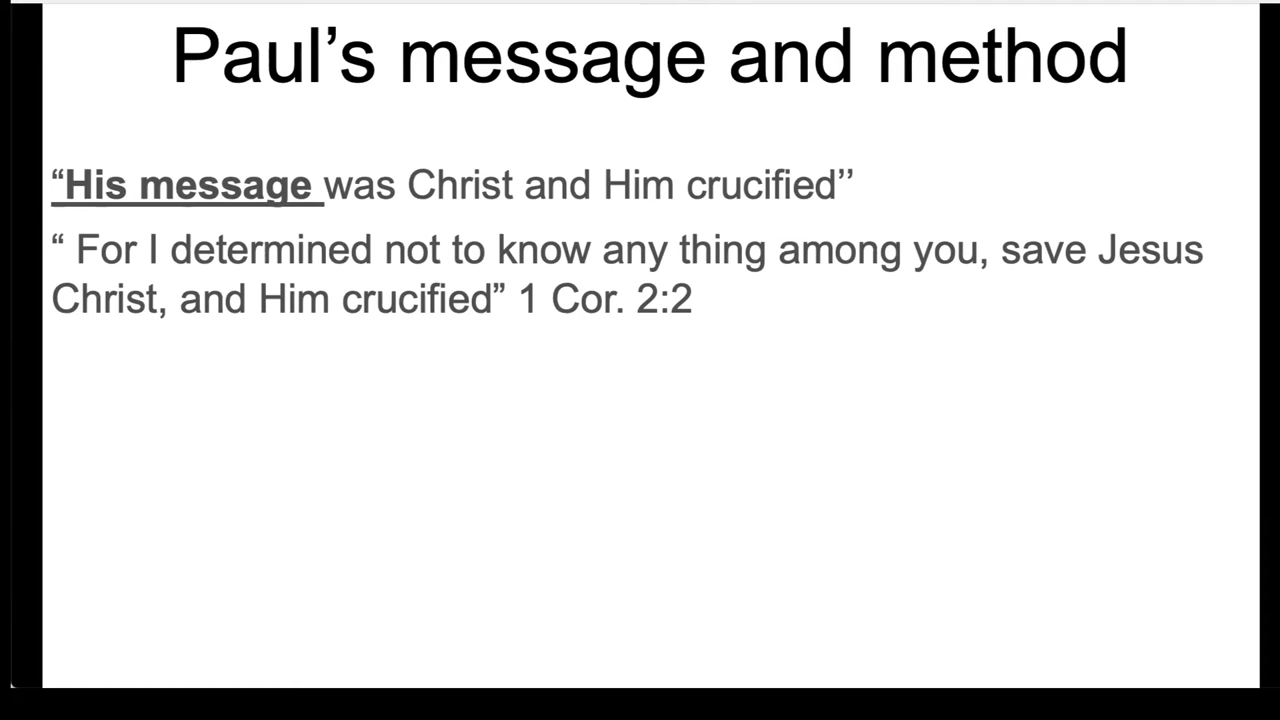 Paul’s message and method
“His message was Christ and Him crucified’’
“ For I determined not to know any thing among you, save Jesus
Christ, and Him crucified” 1 Cor. 2:2